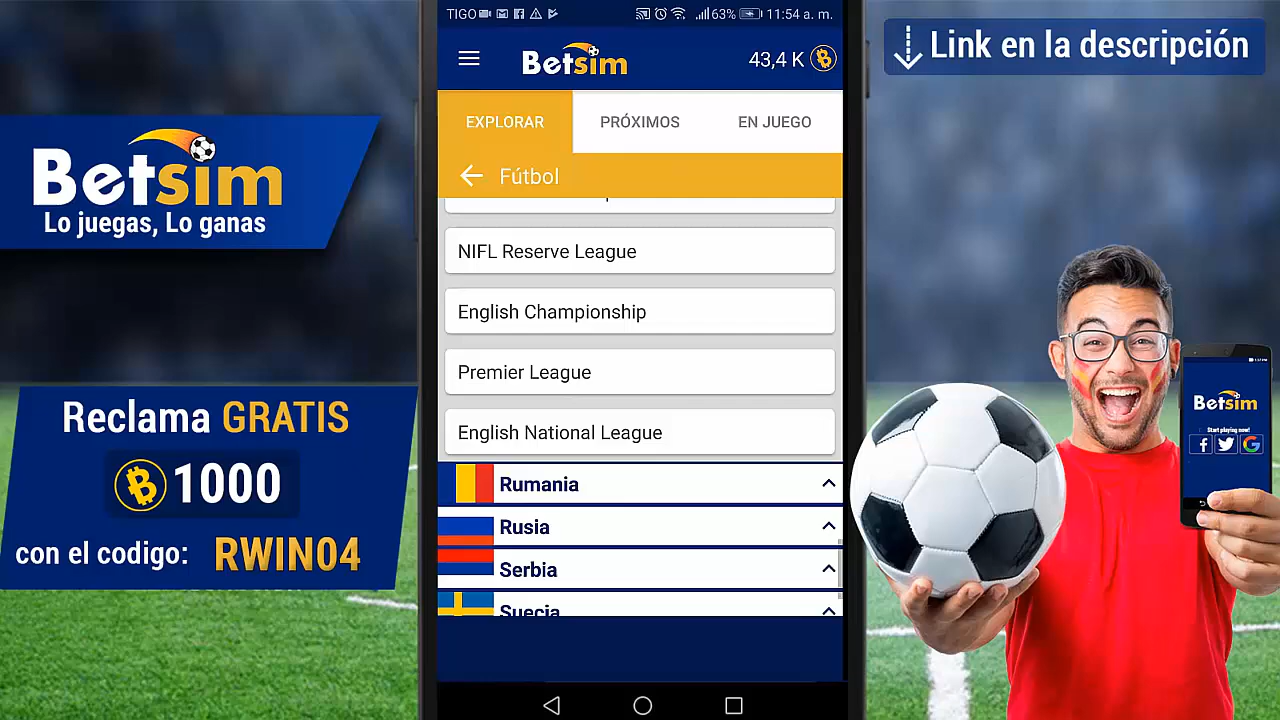 Betsim
Lo juegas, Lo ganas
Reclama GRATIS
1000
con el codigo: RWIN04
TIGO
63% 11:54 a. m.
Betsim
43,4 K
EXPLORAR PRÓXIMOS EN JUEGO
Fútbol
NIFL Reserve League
English Championship
Premier League
English National League
Rumania
Rusia
Serbia
Suecia
Link en la descripción
Betsim
Start playing now!